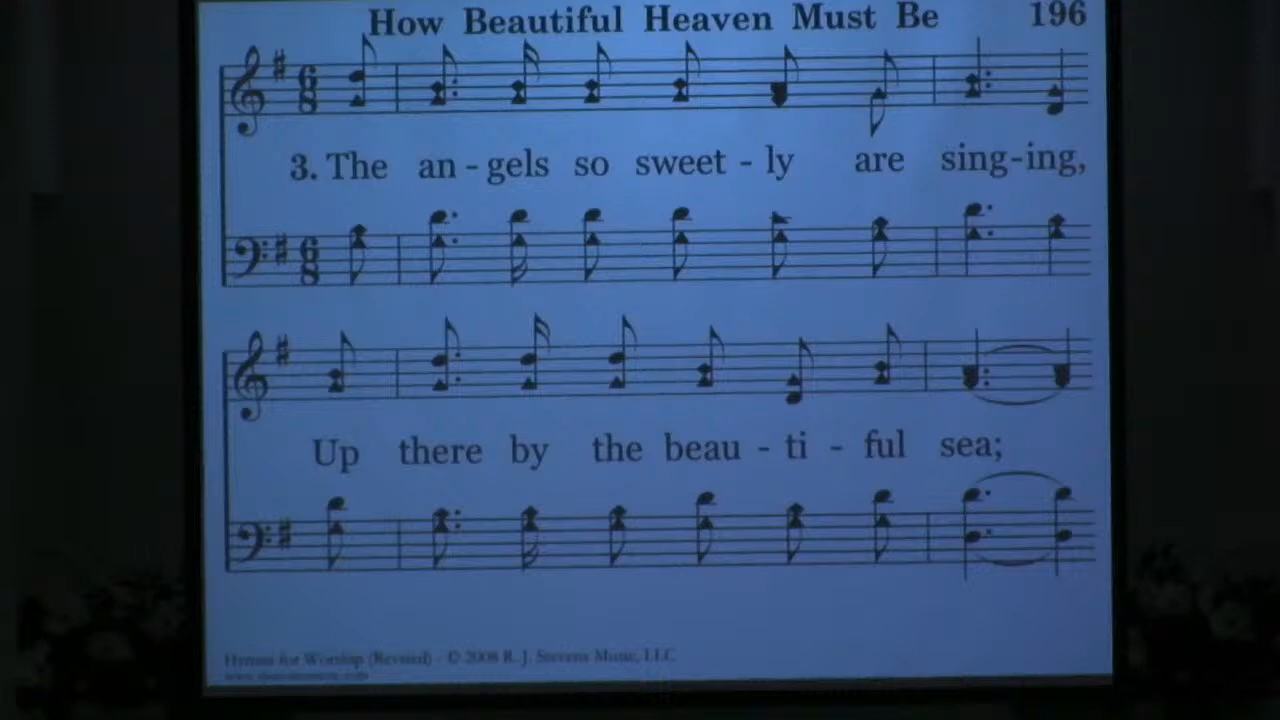 How Beautiful Heaven Must Be 196
3. The an - gels so sweet - ly are sing - ing,
Up there by the beau - ti - ful sea;
Hymns for Worship (Revised) - © 2008 R. J. Stevens Music, LLC